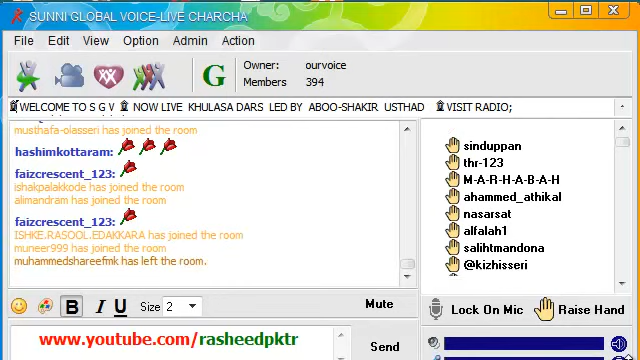 SUNNI GLOBAL VOICE-LIVE CHARCHA
File Edit View Option Admin Action
G
Owner: ourvoice
Members 394
WELCOME TO S G V NOW LIVE KHULASA DARS LED BY ABOO-SHAKIR USTHAD VISIT RADIO;
musthafa-olasseri has joined the room
hashimkottaram:
faizcrescent_123:
ishakpalakkode has joined the room
alimandram has joined the room
faizcrescent_123:
ISHKE.RASOOL.EDAKKARA has joined the room
muneer999 has joined the room
muhammedshareefmk has left the room.
sinduppan
thr-123
M-A-R-H-A-B-A-H
ahammed_athikal
nasarsat
alfalah1
salihtmandona
@kizhisseri
B I U Size 2 Mute
Lock On Mic Raise Hand
www.youtube.com/rasheedpktr
Send